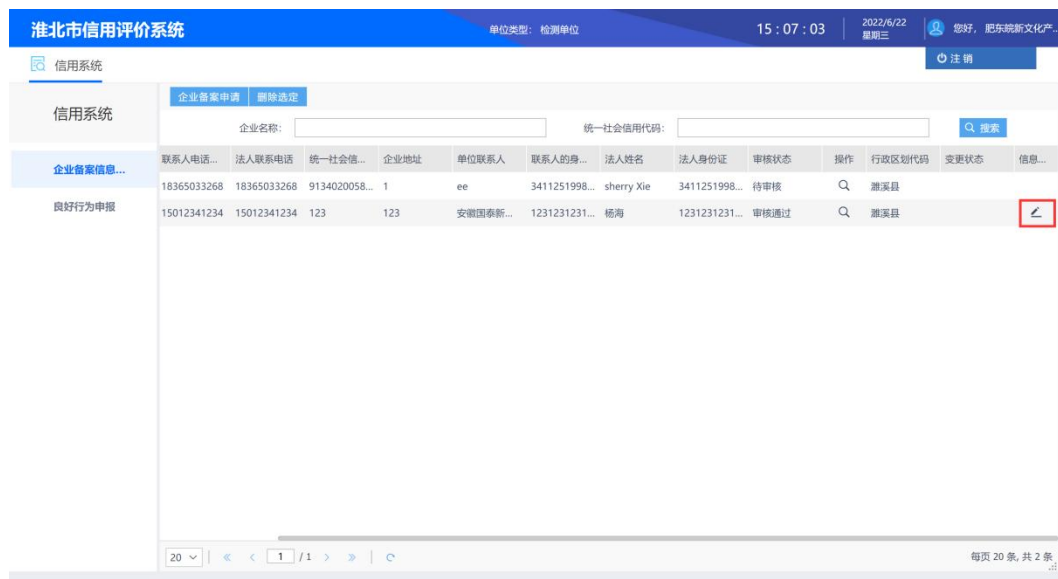 淮北市信用评价系统 单位类型: 检测单位 15:07:03 2022/6/22 星期三 您好，肥东皖新文化产...
信用系统 注销
信用系统
企业备案信息...
良好行为申报
企业备案申请 删除选定
企业名称: 统一社会信用代码: 搜索
联系人电话... 法人联系电话 统一社会信... 企业地址 单位联系人 联系人的身... 法人姓名 法人身份证 审核状态 操作 行政区划代码 变更状态 信息...
18365033268 18365033268 9134020058... 1 ee 3411251998... sherry Xie 3411251998... 待审核 濉溪县
15012341234 15012341234 123 123 安徽国泰新... 1231231231... 杨海 1231231231... 审核通过 濉溪县
20 1 / 1 每页 20 条, 共 2 条